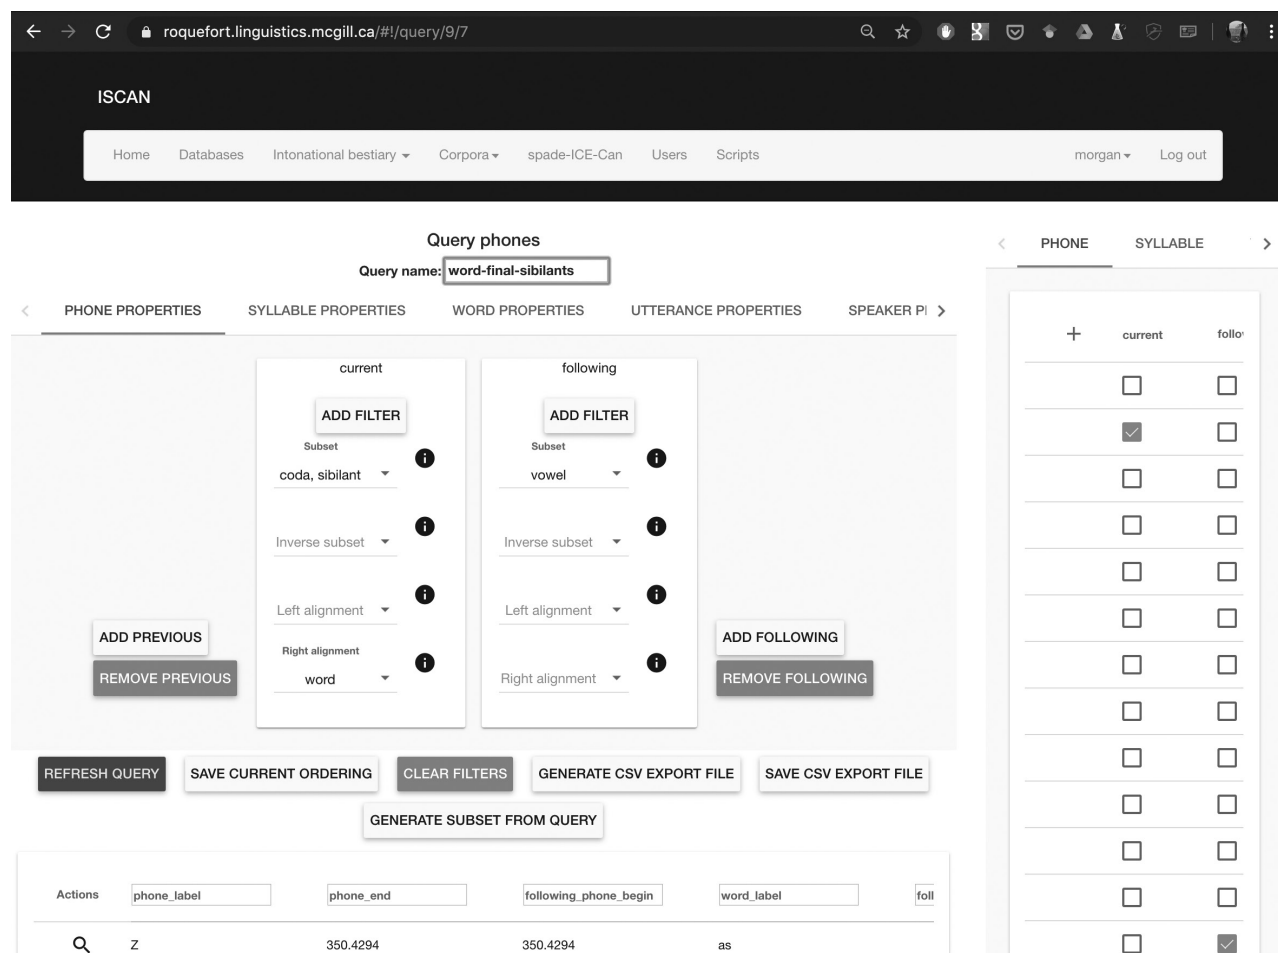 roquefort.linguistics.mcgill.ca/#!/query/9/7
ISCAN
Home Databases Intonational bestiary Corpora spade-ICE-Can Users Scripts morgan Log out
Query phones
Query name: word-final-sibilants
PHONE PROPERTIES SYLLABLE PROPERTIES WORD PROPERTIES UTTERANCE PROPERTIES SPEAKER
PHONE SYLLABLE
current following
ADD FILTER ADD FILTER
Subset Subset
coda, sibilant vowel
Inverse subset Inverse subset
Left alignment Left alignment
Right alignment
word Right alignment
ADD PREVIOUS ADD FOLLOWING
REMOVE PREVIOUS REMOVE FOLLOWING
REFRESH QUERY SAVE CURRENT ORDERING CLEAR FILTERS GENERATE CSV EXPORT FILE SAVE CSV EXPORT FILE
GENERATE SUBSET FROM QUERY
Actions phone_label phone_end following_phone_begin word_label foll
Z 350.4294 350.4294 as
+ current follo